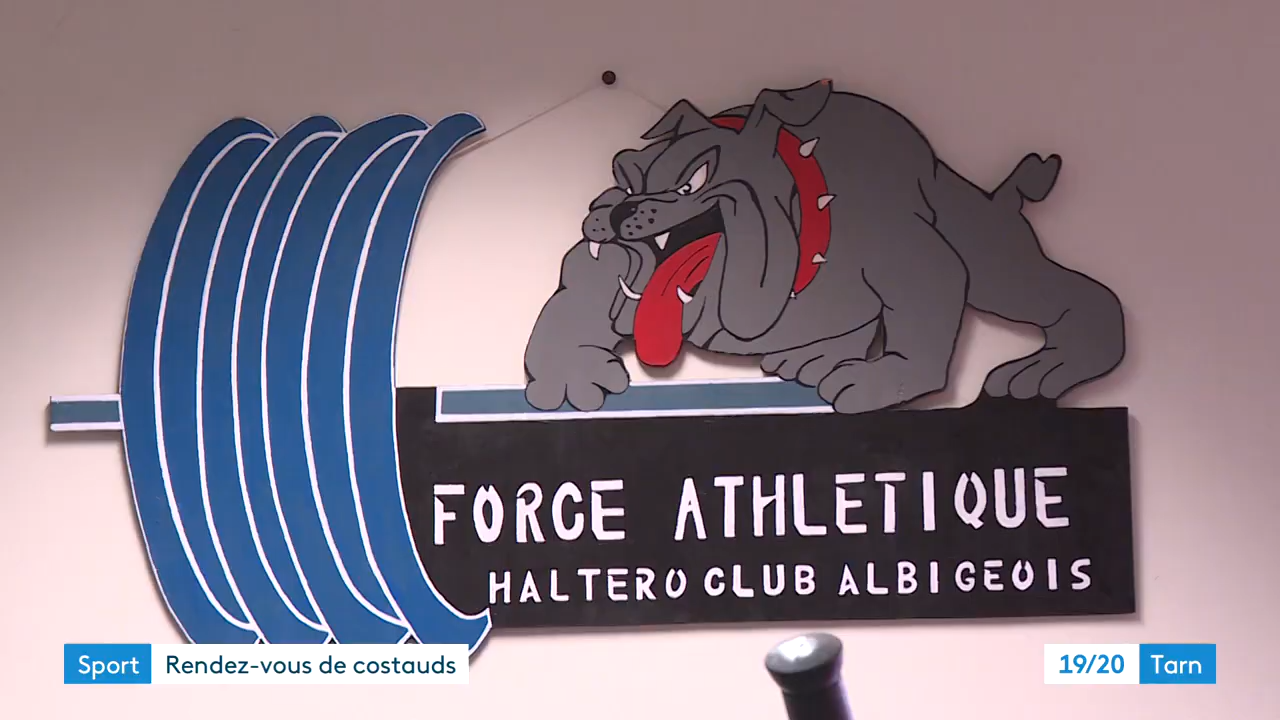 FORCE ATHLETIQUE
HALTERO CLUB ALBIGEOIS
Sport Rendez-vous de costauds
19/20 Tarn